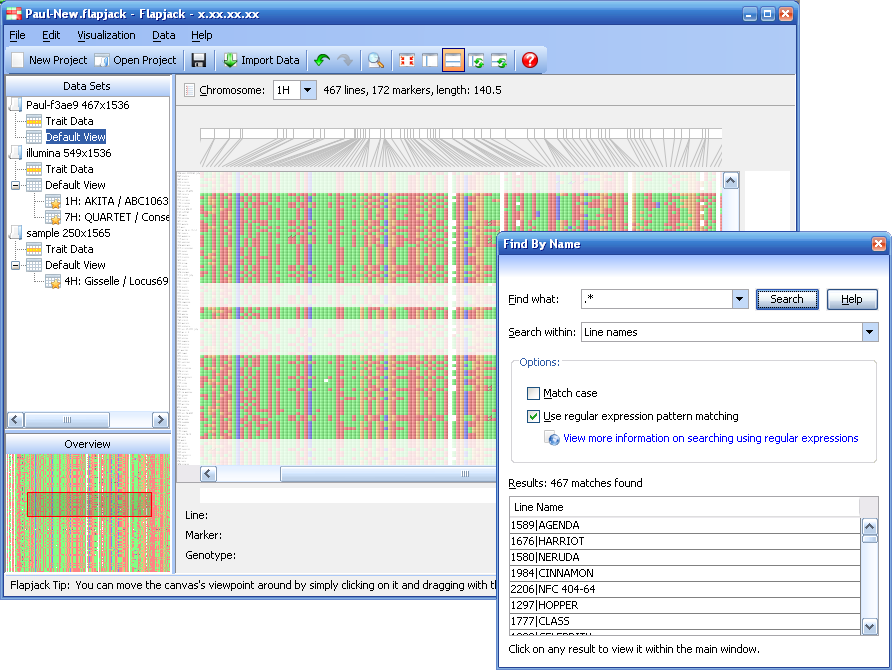 Paul-New.flapjack - Flapjack - x.xx.xx.xx
File Edit Visualization Data Help
New Project Open Project Import Data
Data Sets
Paul-f3ae9 467x1536
Trait Data
Default View
illumina 549x1536
Trait Data
Default View
1H: AKITA / ABC1063
7H: QUARTET / Conse
sample 250x1565
Trait Data
Default View
4H: Gisselle / Locus69
Overview
Chromosome: 1H 467 lines, 172 markers, length: 140.5
Line:
Marker:
Genotype:
Flapjack Tip: You can move the canvas's viewpoint around by simply clicking on it and dragging with th
Find By Name
Find what: .* Search Help
Search within: Line names
Options:
Match case
Use regular expression pattern matching
View more information on searching using regular expressions
Results: 467 matches found
Line Name
1589|AGENDA
1676|HARRIOT
1580|NERUDA
1984|CINNAMON
2206|NFC 404-64
1297|HOPPER
1777|CLASS
Click on any result to view it within the main window.